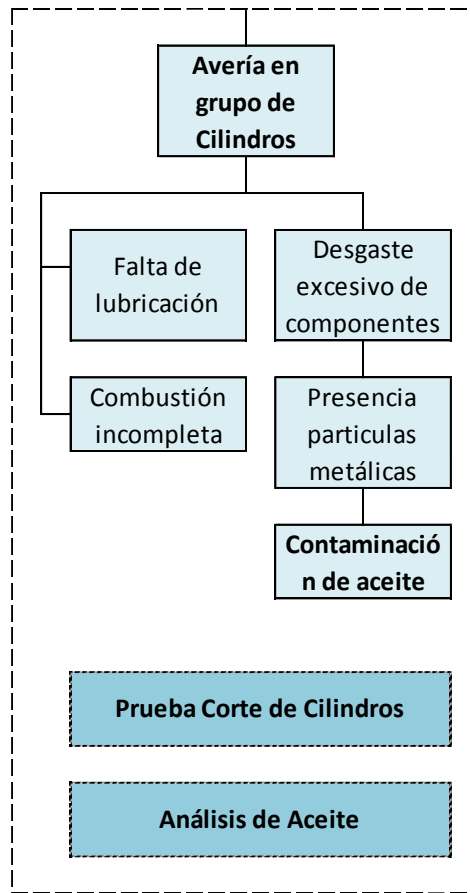 Avería en
grupo de
Cilindros
Falta de
lubricación
Desgaste
excesivo de
componentes
Combustión
incompleta
Presencia
particulas
metálicas
Contaminació
n de aceite
Prueba Corte de Cilindros
Análisis de Aceite